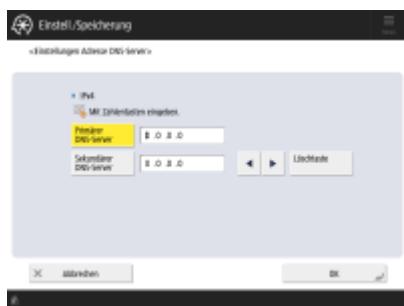 Einstell./Speicherung
<Einstellungen Adresse DNS-Server>
IPv4
Mit Zahlentasten eingeben.
Primärer
DNS-Server
0 .0 .0 .0
Sekundärer
DNS-Server
0 .0 .0 .0
Löschtaste
Abbrechen
OK